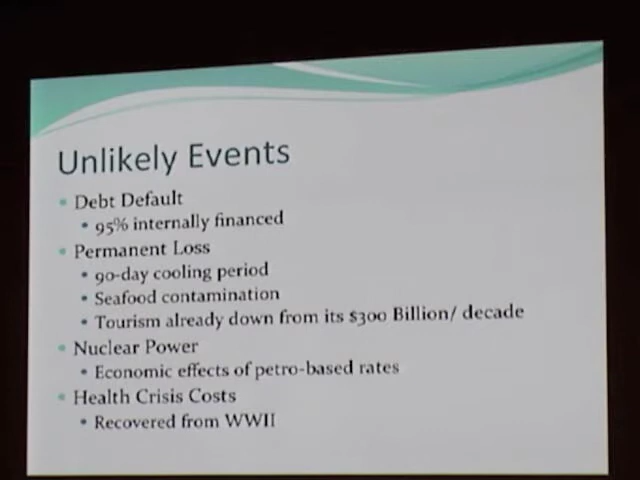 Unlikely Events
Debt Default
95% internally financed
Permanent Loss
90-day cooling period
Seafood contamination
Tourism already down from its $300 Billion/ decade
Nuclear Power
Economic effects of petro-based rates
Health Crisis Costs
Recovered from WWII